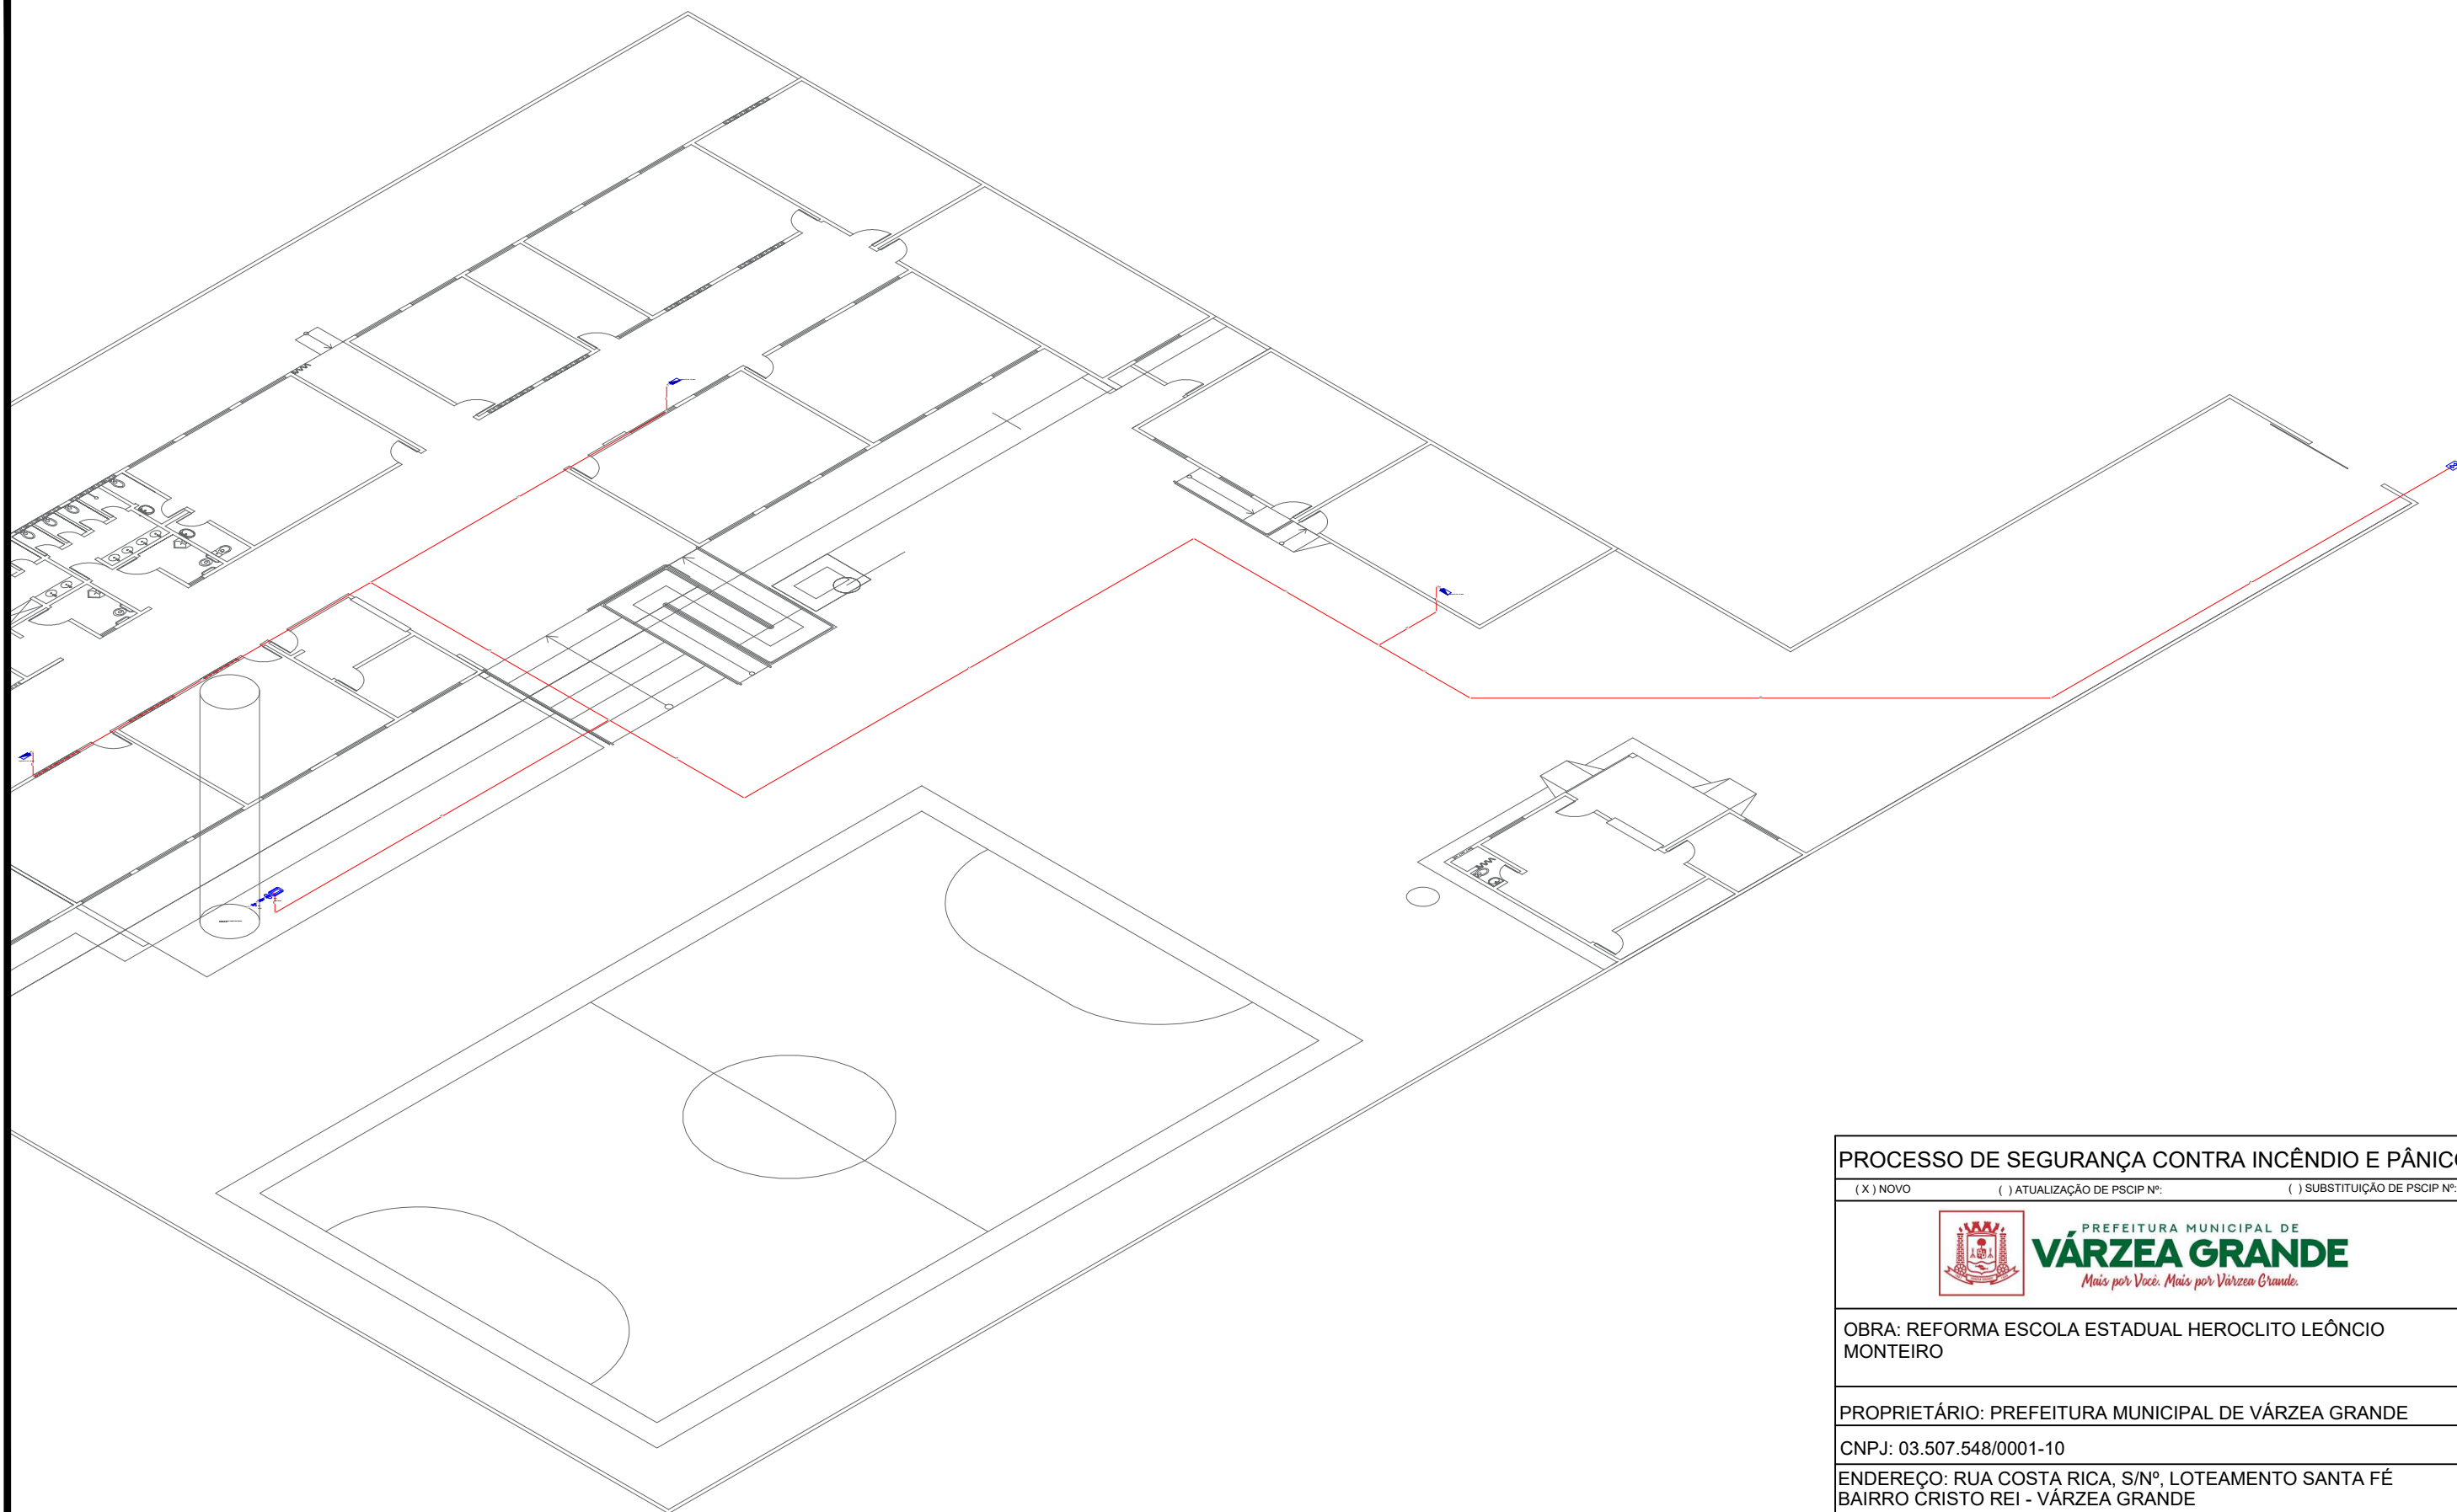 PROCESSO DE SEGURANÇA CONTRA INCÊNDIO E PÂNICO
( X ) NOVO ( ) ATUALIZAÇÃO DE PSCIP Nº: ( ) SUBSTITUIÇÃO DE PSCIP Nº:
PREFEITURA MUNICIPAL DE
VÁRZEA GRANDE
Mais por Você. Mais por Várzea Grande.
OBRA: REFORMA ESCOLA ESTADUAL HEROCLITO LEÔNCIO
MONTEIRO
PROPRIETÁRIO: PREFEITURA MUNICIPAL DE VÁRZEA GRANDE
CNPJ: 03.507.548/0001-10
ENDEREÇO: RUA COSTA RICA, S/Nº, LOTEAMENTO SANTA FÉ
BAIRRO CRISTO REI - VÁRZEA GRANDE